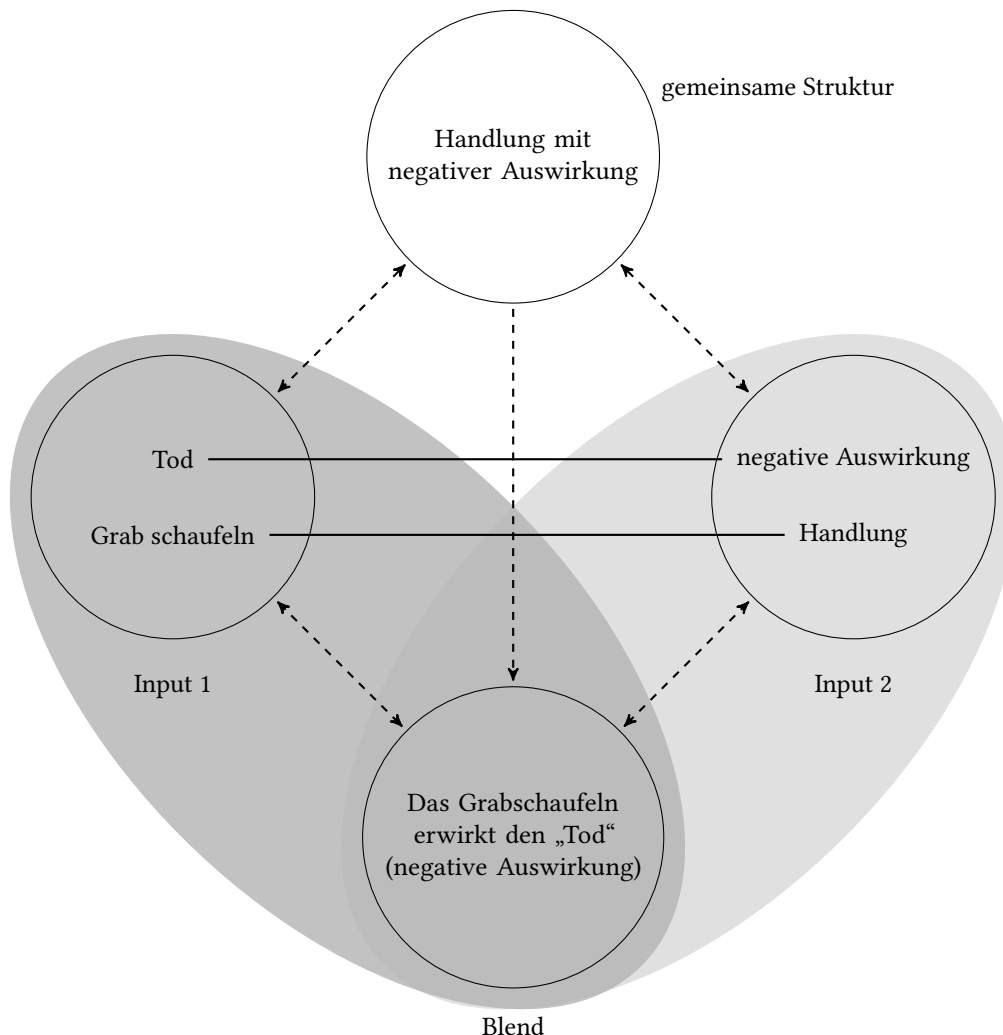 gemeinsame Struktur
Handlung mit
negativer Auswirkung
Tod
negative Auswirkung
Grab schaufeln
Handlung
Input 1
Input 2
Das Grabschaufeln
erwirkt den „Tod“
(negative Auswirkung)
Blend